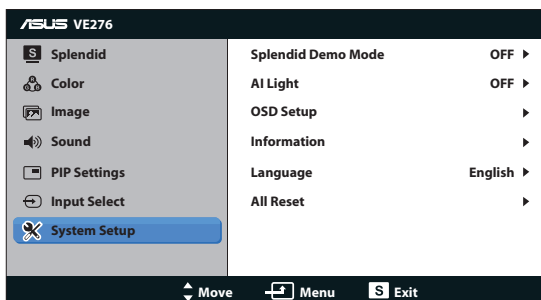 ASUS VE276
S Splendid
Color
Image
Sound
PIP Settings
Input Select
System Setup
Splendid Demo Mode OFF
AI Light OFF
OSD Setup
Information
Language English
All Reset
Move Menu S Exit